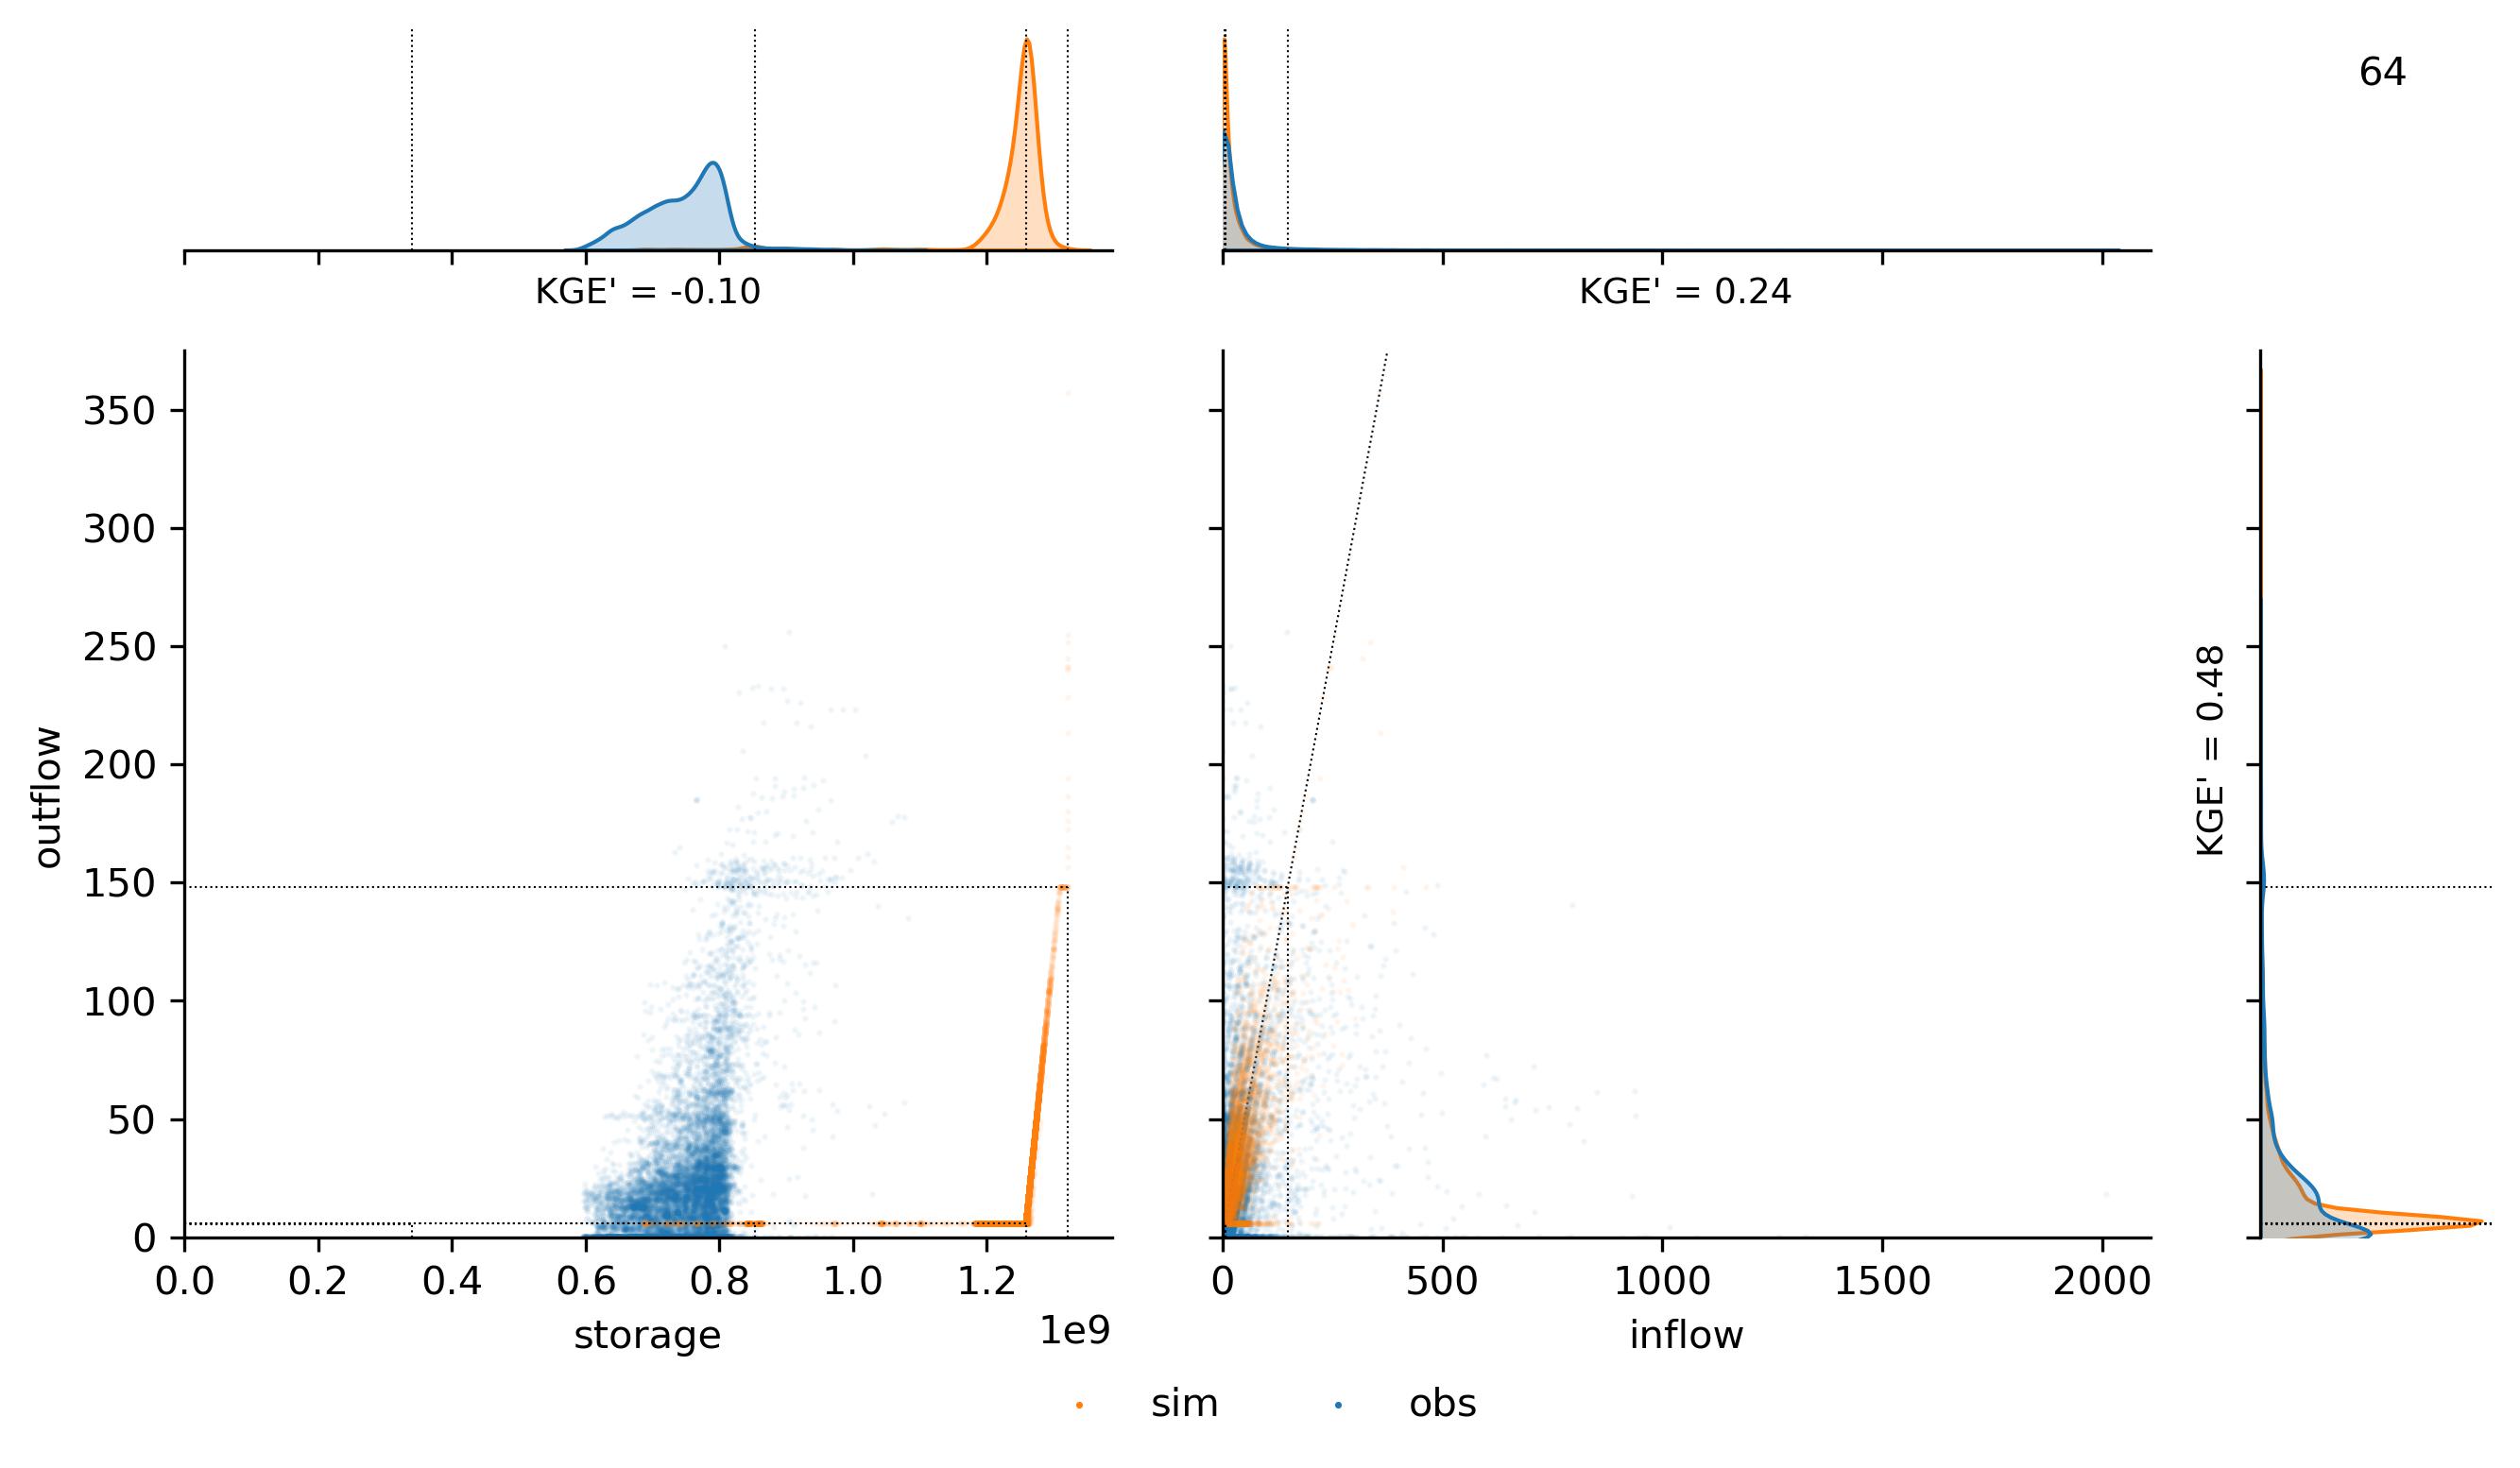 64
KGE' = -0.10
KGE' = 0.24
350
300
250
200
150
100
50
0
outflow
KGE' = 0.48
0.0 0.2 0.4 0.6 0.8 1.0 1.2
1e9
storage
0 500 1000 1500 2000
inflow
sim obs